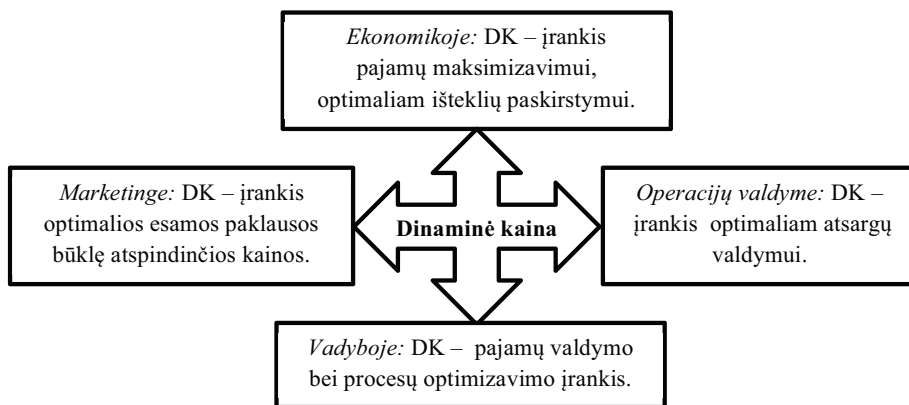 Ekonomikoje: DK – įrankis
pajamų maksimizavimui,
optimaliam išteklių paskirstymui.
Marketinge: DK – įrankis
optimalios esamos paklausos
būklę atspindinčios kainos.
Dinaminė kaina
Operacijų valdyme: DK –
įrankis optimaliam atsargų
valdymui.
Vadyboje: DK – pajamų valdymo
bei procesų optimizavimo įrankis.